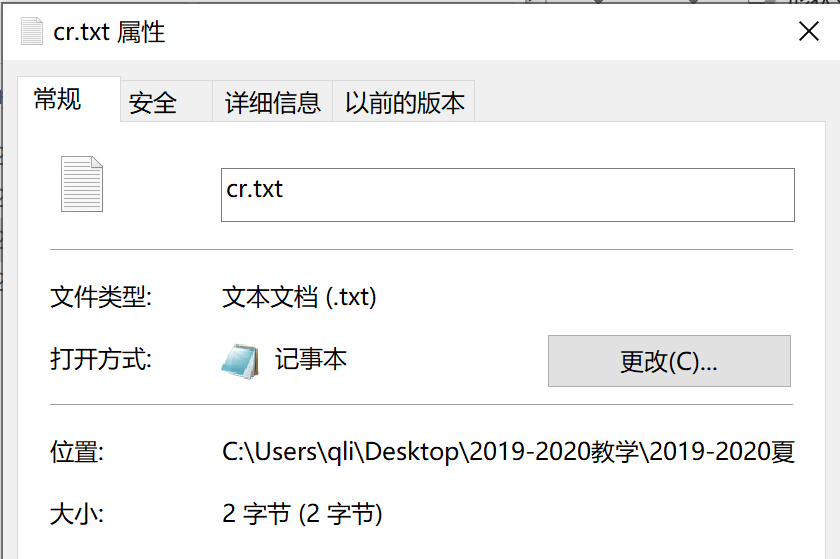 cr.txt 属性
常规 安全 详细信息 以前的版本
cr.txt
文件类型: 文本文档 (.txt)
打开方式: 记事本 更改(C)...
位置: C:\Users\qli\Desktop\2019-2020教学\2019-2020夏
大小: 2 字节 (2 字节)